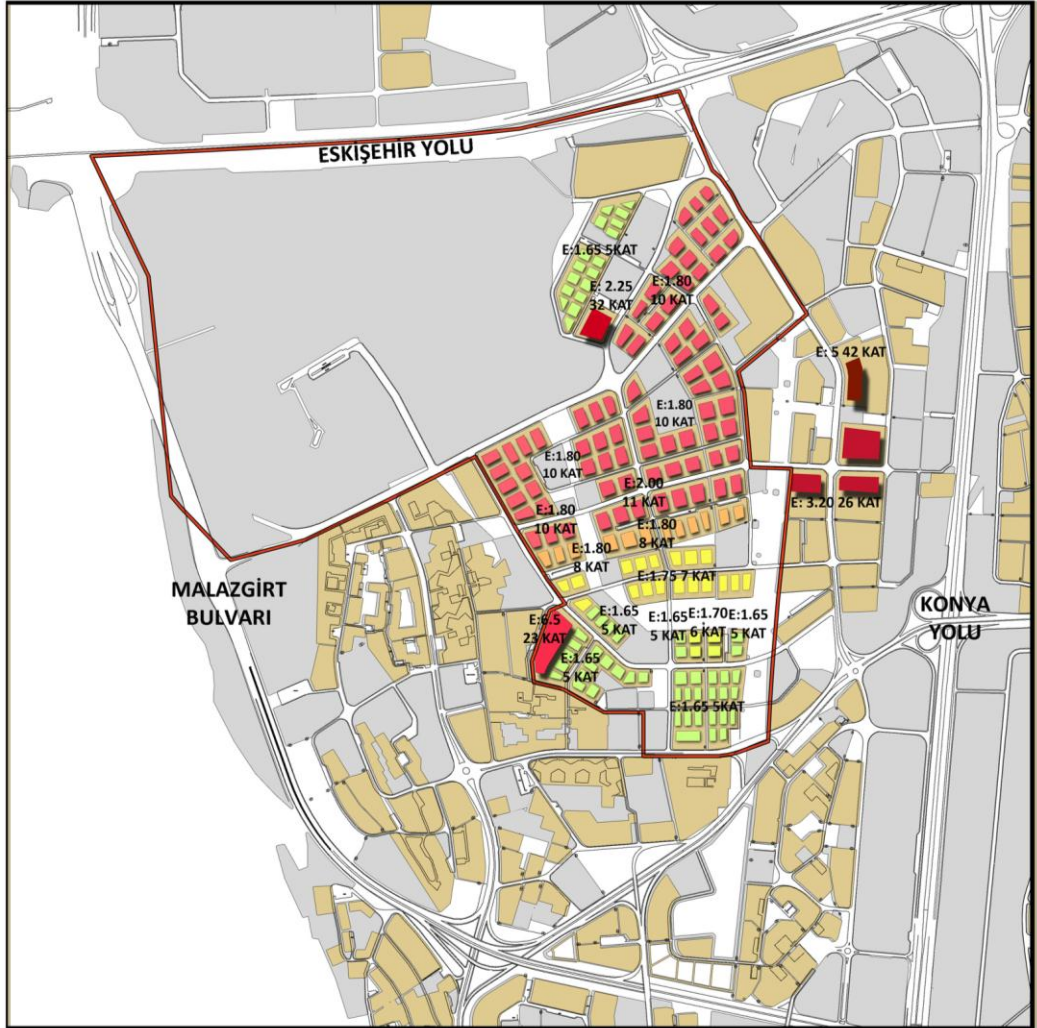 ESKİŞEHİR YOLU
E:1.65 5KAT
E: 2.25
32 KAT
E:1.80
10 KAT
E: 5 42 KAT
E:1.80
10 KAT
E:1.80
10 KAT
E:2.00
11 KAT
E: 3.20 26 KAT
E:1.80
10 KAT
E:1.80
8 KAT
E:1.80
8 KAT
E:1.75 7 KAT
MALAZGİRT
BULVARI
KONYA
YOLU
E:6.5
23 KAT
E:1.65
5 KAT
E:1.65
5 KAT
E:1.70
6 KAT
E:1.65
5 KAT
E:1.65
5 KAT
E:1.65 5KAT